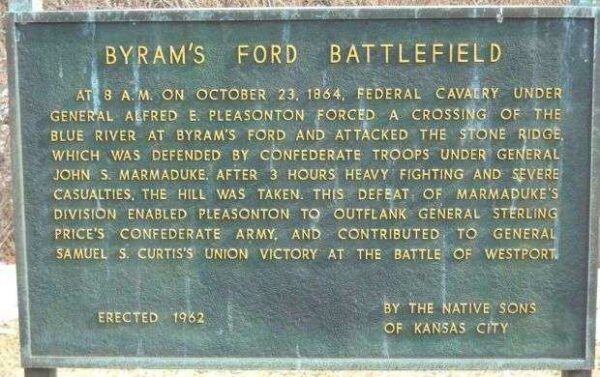 BYRAM'S FORD BATTLEFIELD
AT 8 A.M. ON OCTOBER 23, 1864, FEDERAL CAVALRY UNDER
GENERAL ALFRED E. PLEASONTON FORCED A CROSSING OF THE
BLUE RIVER AT BYRAM'S FORD AND ATTACKED THE STONE RIDGE,
WHICH WAS DEFENDED BY CONFEDERATE TROOPS UNDER GENERAL
JOHN S. MARMADUKE. AFTER 3 HOURS HEAVY FIGHTING AND SEVERE
CASUALTIES, THE HILL WAS TAKEN. THIS DEFEAT OF MARMADUKE'S
DIVISION ENABLED PLEASONTON TO OUTFLANK GENERAL STERLING
PRICE'S CONFEDERATE ARMY, AND CONTRIBUTED TO GENERAL
SAMUEL S. CURTIS'S UNION VICTORY AT THE BATTLE OF WESTPORT.
ERECTED 1962
BY THE NATIVE SONS
OF KANSAS CITY